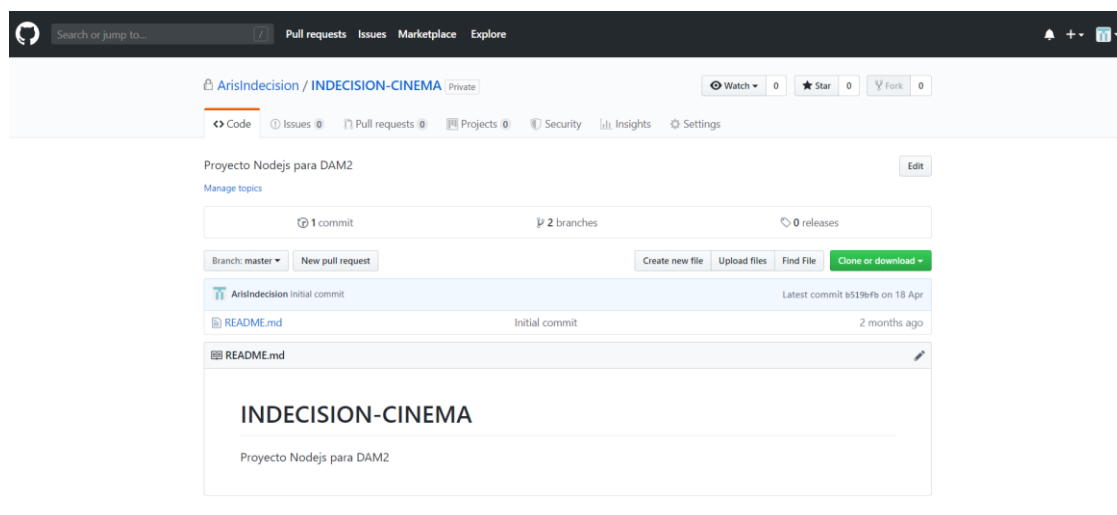 Search or jump to... / Pull requests Issues Marketplace Explore
ArisIndecision / INDECISION-CINEMA Private Watch 0 Star 0 Fork 0
Code Issues 0 Pull requests 0 Projects 0 Security Insights Settings
Proyecto Nodejs para DAM2 Edit
Manage topics
1 commit 2 branches 0 releases
Branch: master New pull request Create new file Upload files Find File Clone or download
ArisIndecision Initial commit Latest commit b519bfb on 18 Apr
README.md Initial commit 2 months ago
README.md
INDECISION-CINEMA
Proyecto Nodejs para DAM2